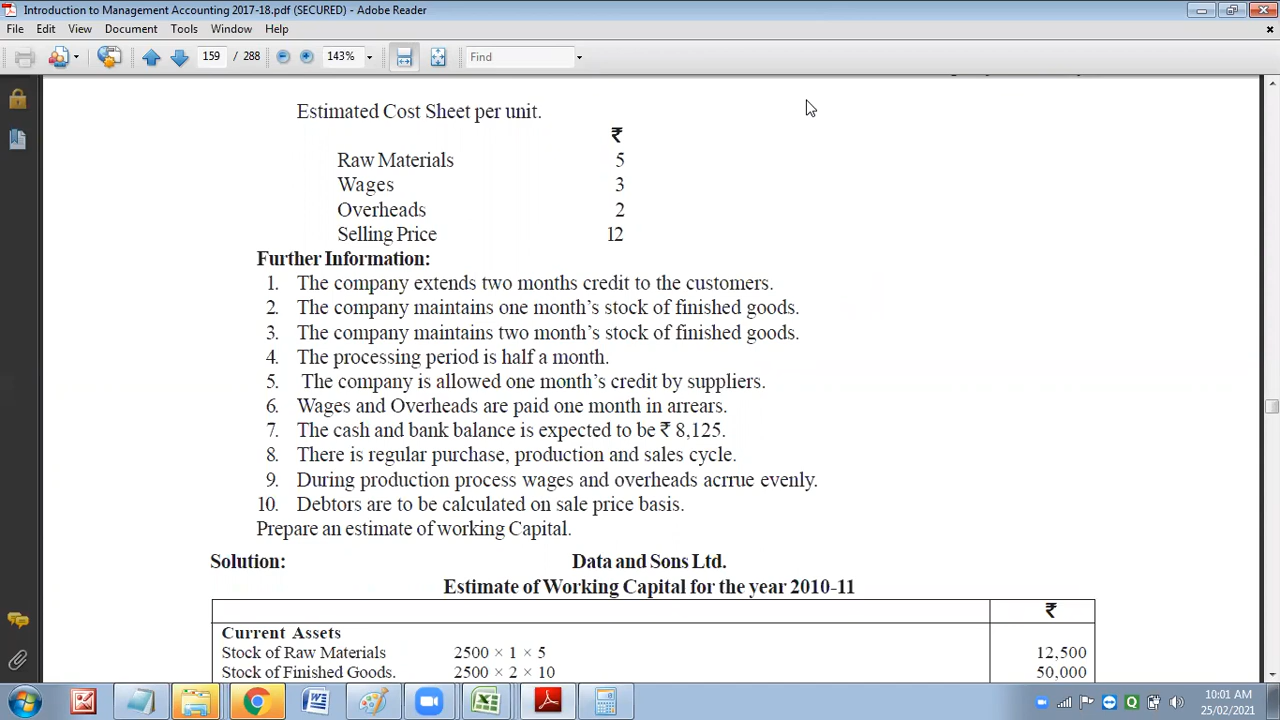 Introduction to Management Accounting 2017-18.pdf (SECURED) - Adobe Reader
File Edit View Document Tools Window Help
159 / 288 143% Find
Estimated Cost Sheet per unit.
₹
Raw Materials 5
Wages 3
Overheads 2
Selling Price 12
Further Information:
1. The company extends two months credit to the customers.
2. The company maintains one month’s stock of finished goods.
3. The company maintains two month’s stock of finished goods.
4. The processing period is half a month.
5. The company is allowed one month’s credit by suppliers.
6. Wages and Overheads are paid one month in arrears.
7. The cash and bank balance is expected to be ₹ 8,125.
8. There is regular purchase, production and sales cycle.
9. During production process wages and overheads acrrue evenly.
10. Debtors are to be calculated on sale price basis.
Prepare an estimate of working Capital.
Solution: Data and Sons Ltd.
Estimate of Working Capital for the year 2010-11
₹
Current Assets
Stock of Raw Materials 2500 × 1 × 5 12,500
Stock of Finished Goods. 2500 × 2 × 10 50,000
10:01 AM
25/02/2021